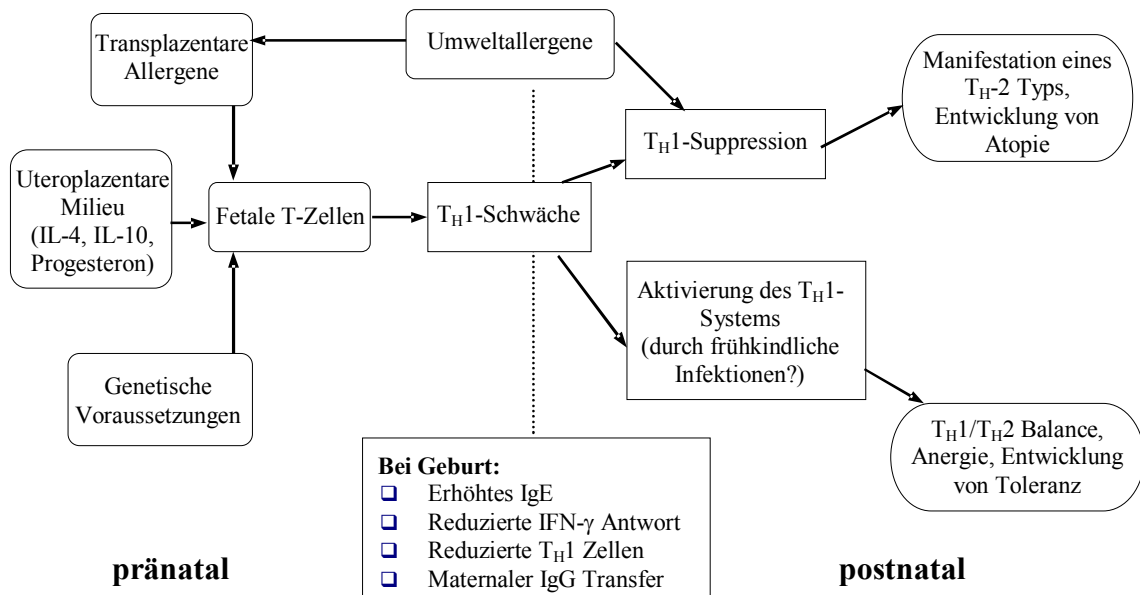 Transplazentare
Allergene
Umweltallergene
Manifestation eines
TH-2 Typs,
Entwicklung von
Atopie
TH1-Suppression
Uteroplazentare
Milieu
(IL-4, IL-10,
Progesteron)
Fetale T-Zellen
TH1-Schwäche
Aktivierung des TH1-
Systems
(durch frühkindliche
Infektionen?)
Genetische
Voraussetzungen
TH1/TH2 Balance,
Anergie, Entwicklung
von Toleranz
Bei Geburt:
❑ Erhöhtes IgE
❑ Reduzierte IFN-γ Antwort
❑ Reduzierte TH1 Zellen
❑ Maternaler IgG Transfer
pränatal
postnatal